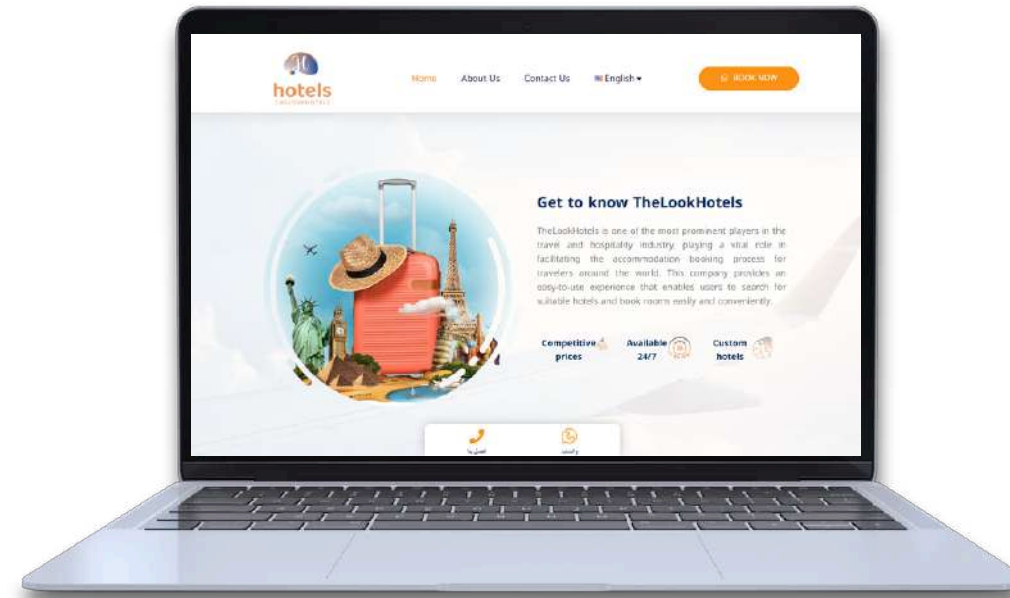 hotels
Home About Us Contact Us English BOOK NOW
Get to know TheLookHotels
TheLookHotels is one of the most prominent players in the
travel and hospitality industry, playing a vital role in
facilitating the accommodation booking process for
travelers around the world. This company provides an
easy-to-use experience that enables users to search for
suitable hotels and book rooms easily and conveniently.
Competitive
prices
Available
24/7
Custom
hotels
اتصل بنا
واتساب